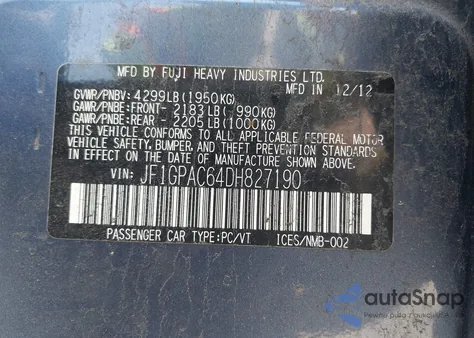 MFD BY FUJI HEAVY INDUSTRIES LTD.
GVWR/PNBV: 4299LB(1950KG) MFD IN 12/12
GAWR/PNBE:FRONT- 2183LB( 990KG)
GAWR/PNBE:REAR - 2205LB(1000KG)
THIS VEHICLE CONFORMS TO ALL APPLICABLE FEDERAL MOTOR
VEHICLE SAFETY, BUMPER, AND THEFT PREVENTION STANDARDS
IN EFFECT ON THE DATE OF MANUFACTURE SHOWN ABOVE.
VIN: JF1GPAC64DH827190
PASSENGER CAR TYPE:PC/VT ICES/NMB-002
autoSnap